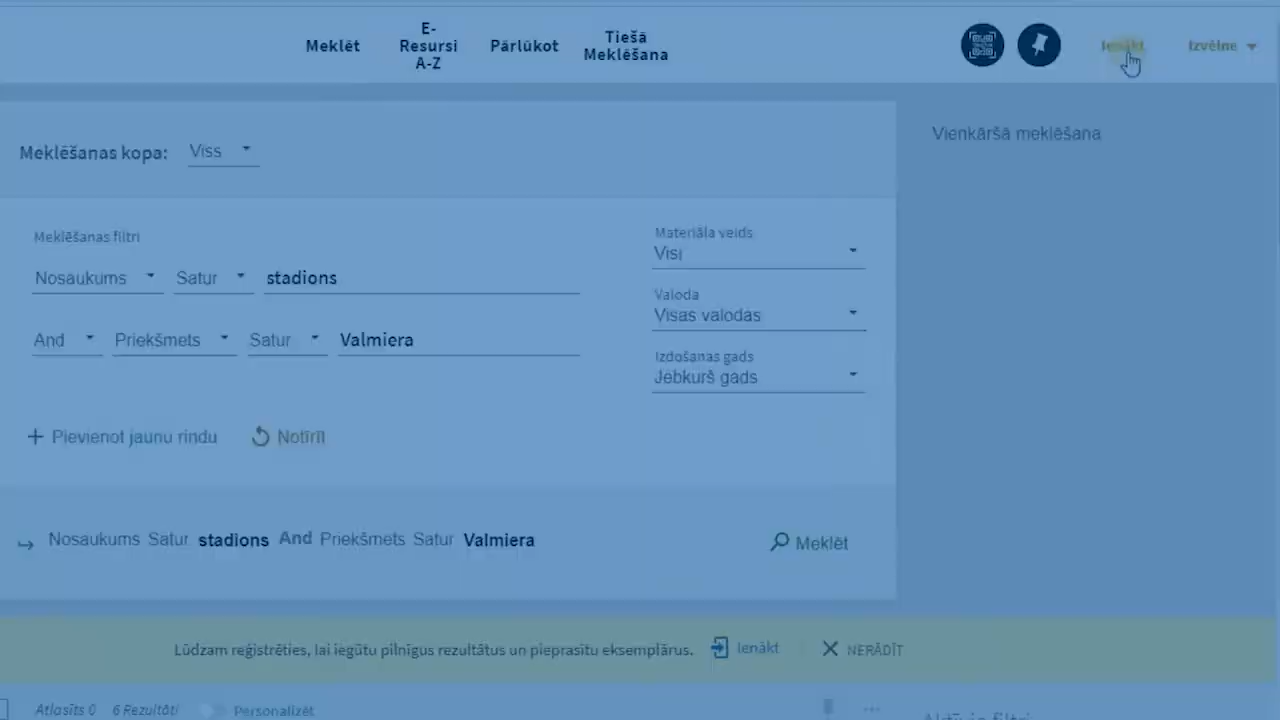 Meklēt
E-
Resursi
A-Z
Pārlūkot
Tiešā
Meklēšana
Ienākt
Izvēlne
Meklēšanas kopa: Viss
Vienkāršā meklēšana
Meklēšanas filtri
Nosaukums Satur stadions
And Priekšmets Satur Valmiera
Materiāla veids
Visi
Valoda
Visas valodas
Izdošanas gads
Jebkurš gads
Pievienot jaunu rindu Notīrīt
Nosaukums Satur stadions And Priekšmets Satur Valmiera
Meklēt
Lūdzam reģistrēties, lai iegūtu pilnīgus rezultātus un pieprasītu eksemplārus. Ienākt NERĀDĪT
Atlasīts 0 6 Rezultāti Personalizēt
Aktīvie filtri